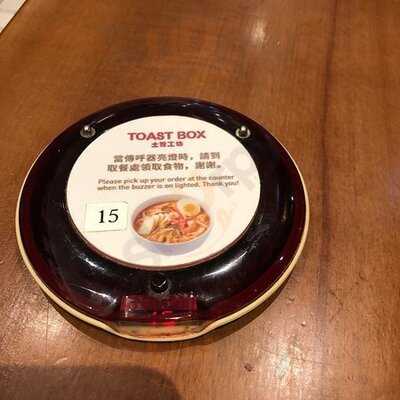 TOAST BOX
土司工坊
當傳呼器亮燈時，請到
取餐處領取食物，謝謝。
Please pick up your order at the counter
when the buzzer is on lighted. Thank you!
15